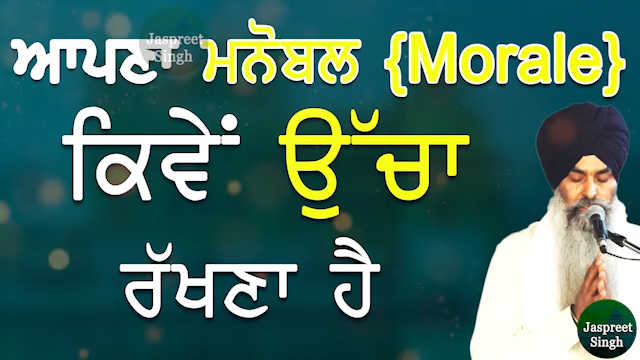 Jaspreet
Singh
ਆਪਣਾ ਮਨੋਬਲ {Morale}
ਕਿਵੇਂ ਉੱਚਾ
ਰੱਖਣਾ ਹੈ
Jaspreet
Singh